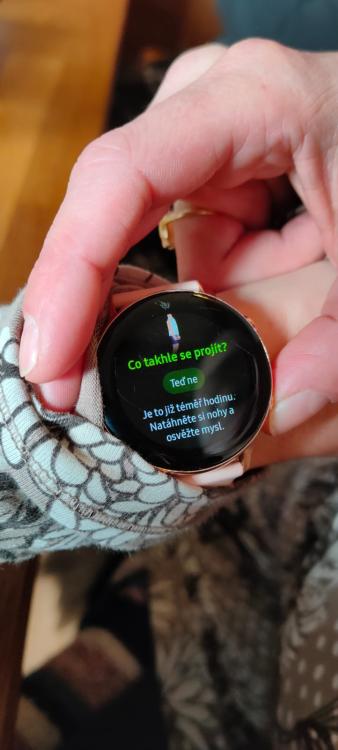 Co takhle se projít?
Teď ne
Je to již téměř hodinu.
Natáhněte si nohy a
osvěžte mysl.